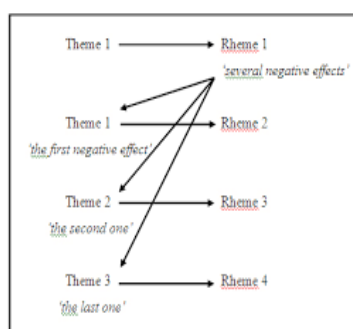 Theme 1 Rheme 1
'several negative effects'
Theme 1 Rheme 2
'the first negative effect'
Theme 2 Rheme 3
'the second one'
Theme 3 Rheme 4
'the last one'